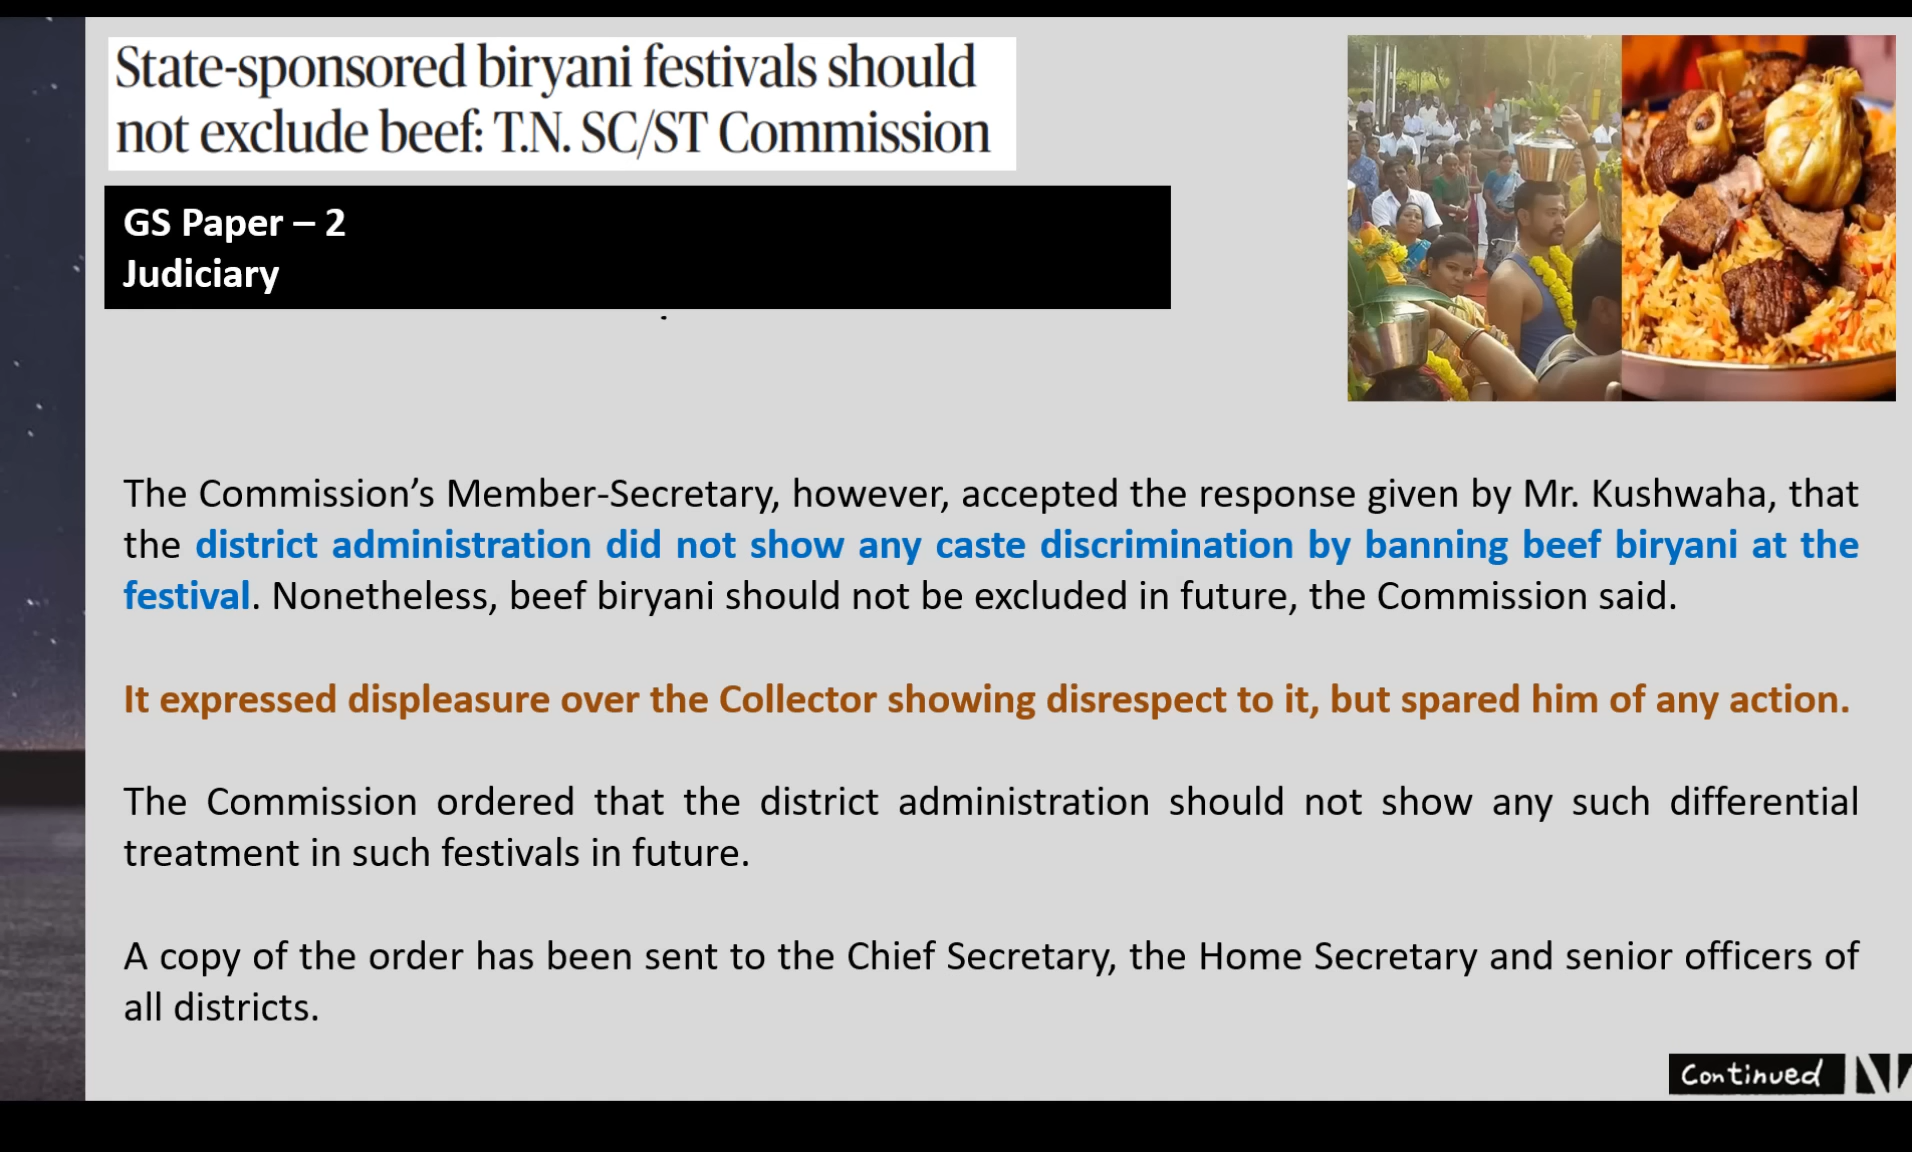 State-sponsored biryani festivals should
not exclude beef: T.N. SC/ST Commission
GS Paper – 2
Judiciary
The Commission’s Member-Secretary, however, accepted the response given by Mr. Kushwaha, that
the district administration did not show any caste discrimination by banning beef biryani at the
festival. Nonetheless, beef biryani should not be excluded in future, the Commission said.
It expressed displeasure over the Collector showing disrespect to it, but spared him of any action.
The Commission ordered that the district administration should not show any such differential
treatment in such festivals in future.
A copy of the order has been sent to the Chief Secretary, the Home Secretary and senior officers of
all districts.
Continued